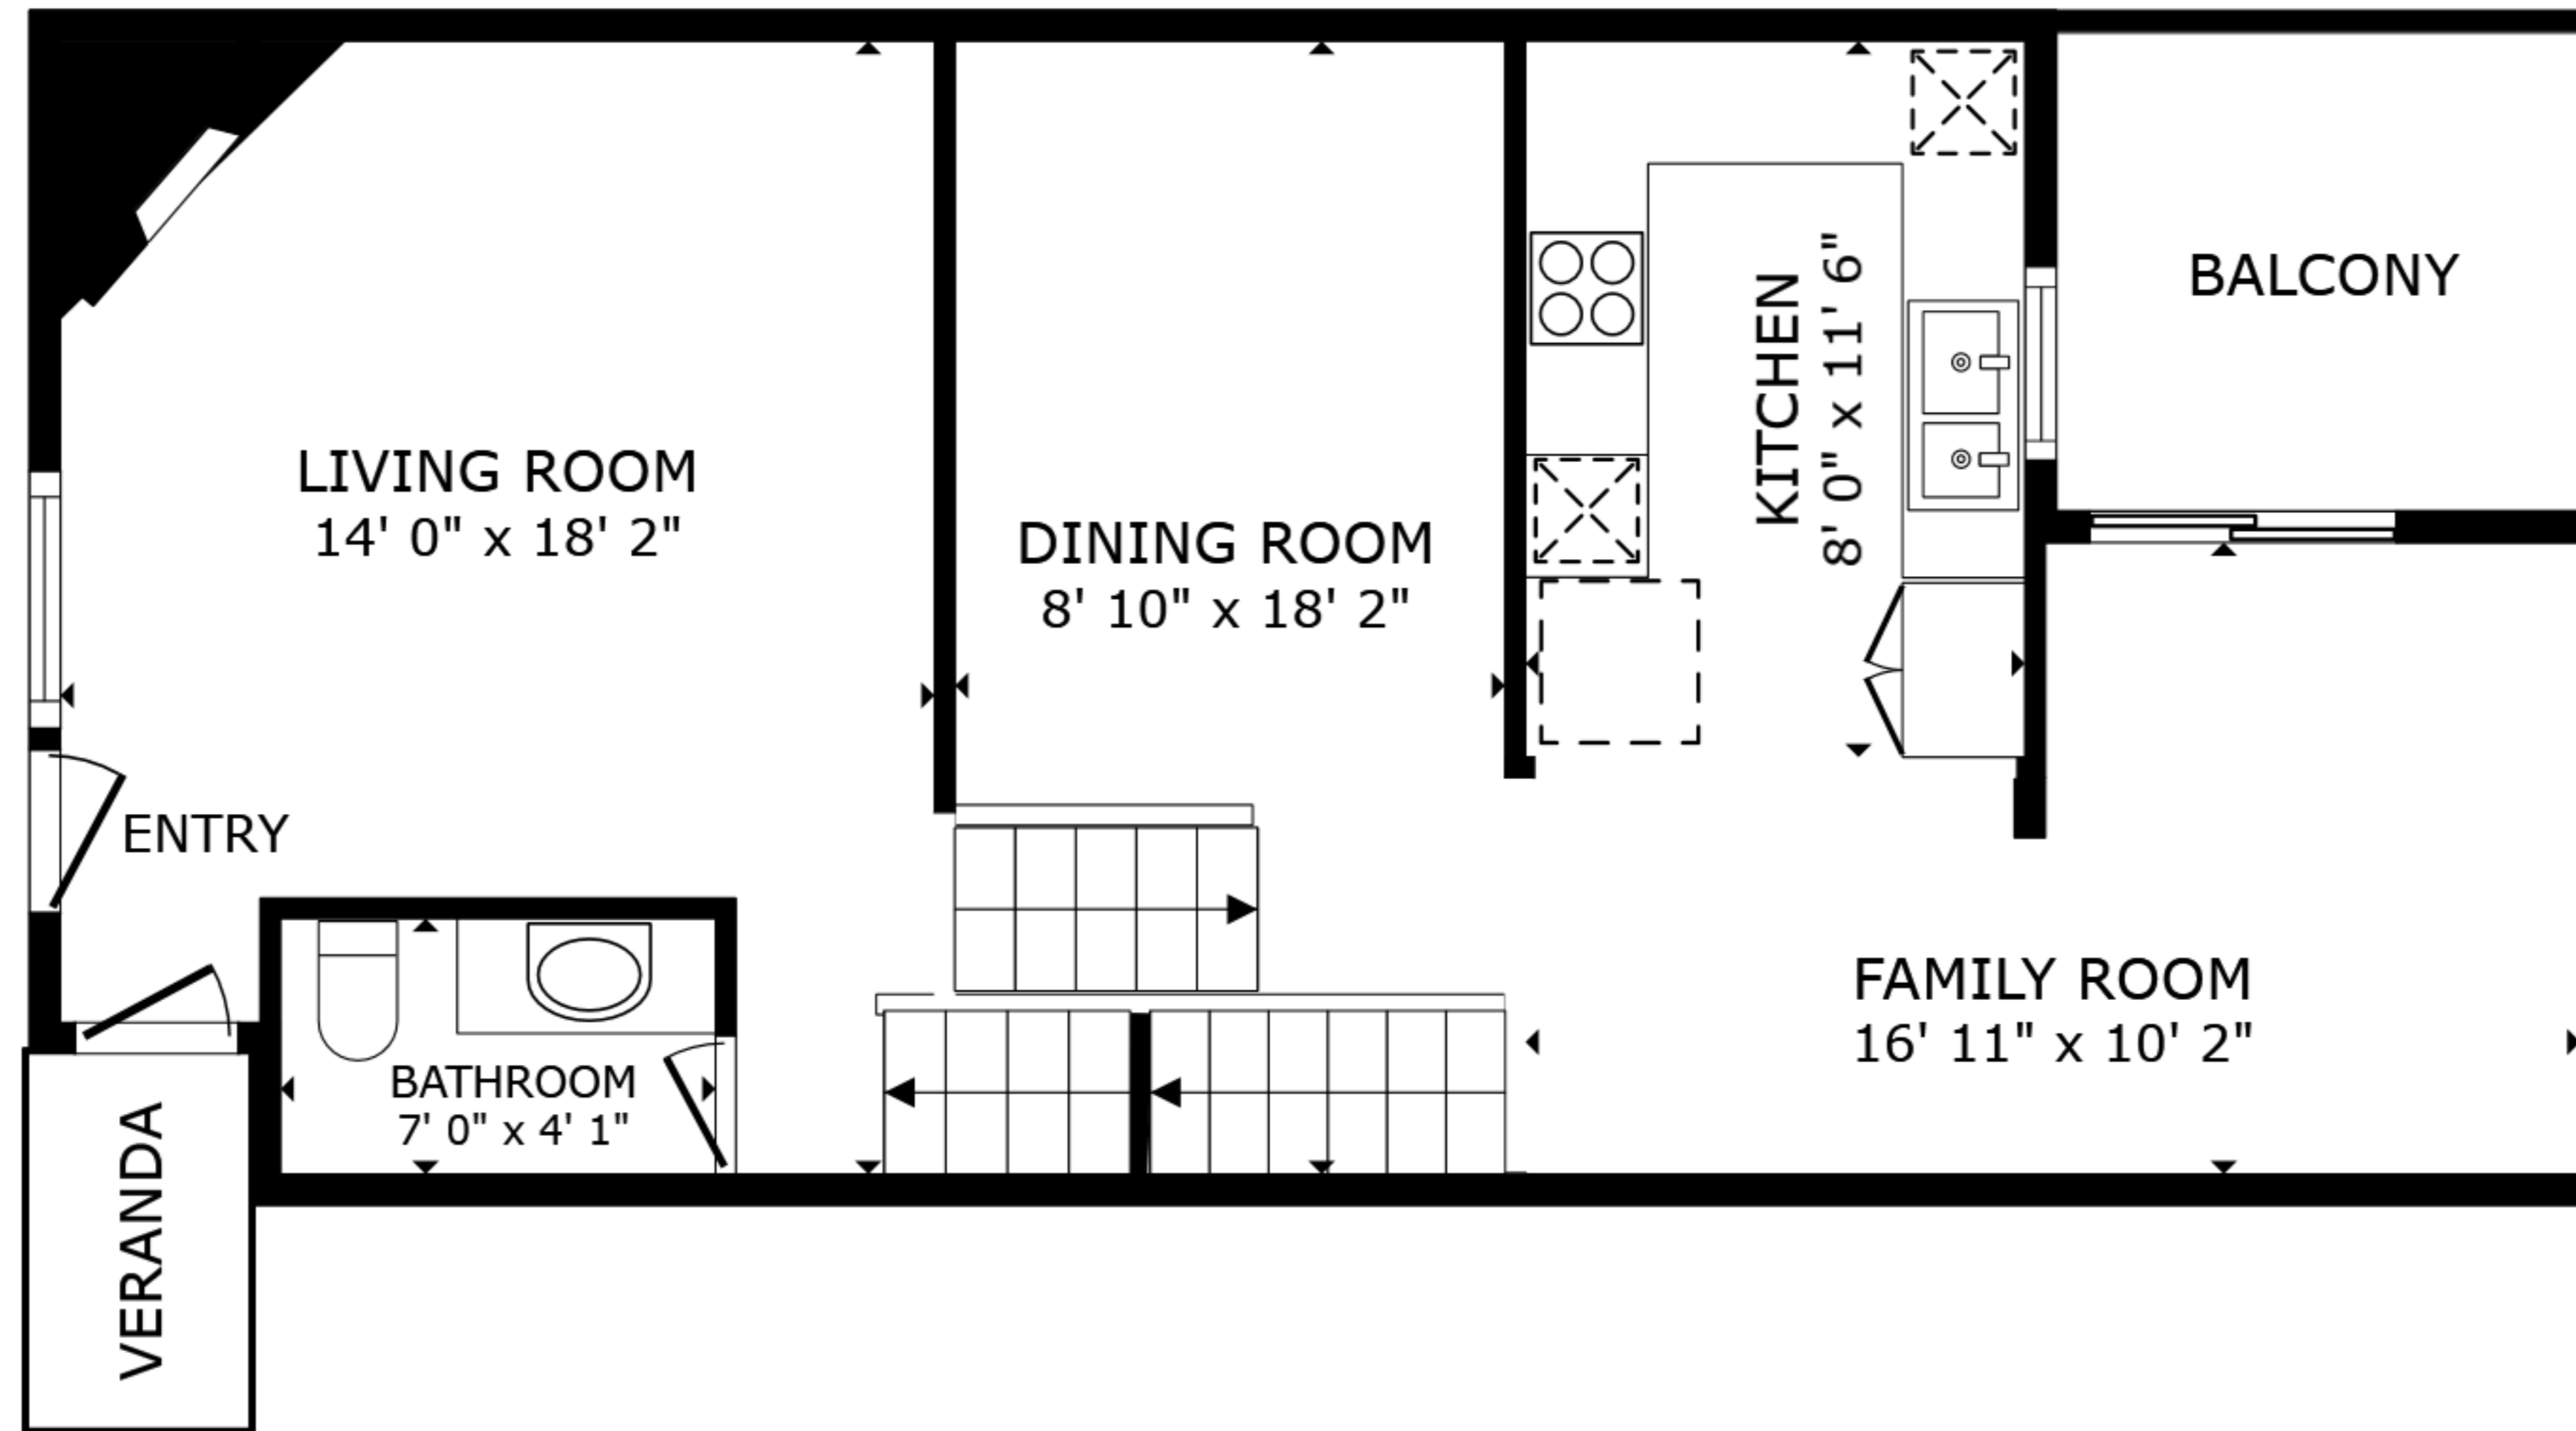 LIVING ROOM
14' 0" x 18' 2"
DINING ROOM
8' 10" x 18' 2"
KITCHEN
8' 0" x 11' 6"
BALCONY
ENTRY
BATHROOM
7' 0" x 4' 1"
FAMILY ROOM
16' 11" x 10' 2"
VERANDA